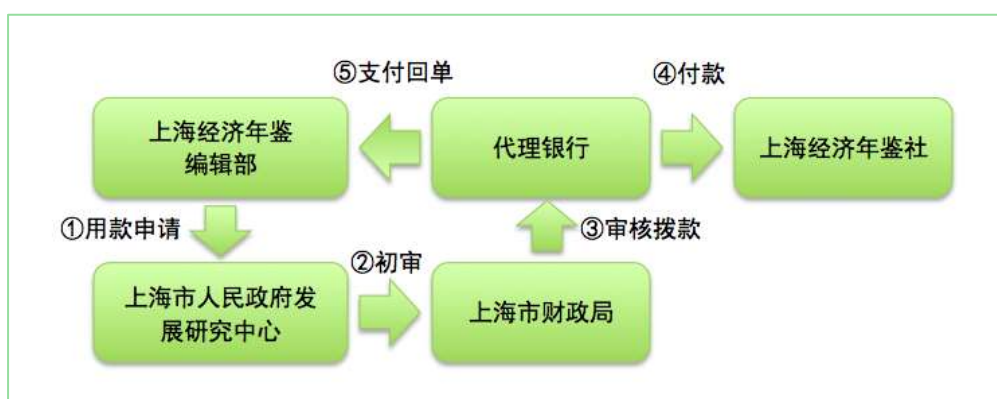 ⑤支付回单
④付款
上海经济年鉴
编辑部
代理银行
上海经济年鉴社
①用款申请
③审核拨款
②初审
上海市人民政府发
展研究中心
上海市财政局